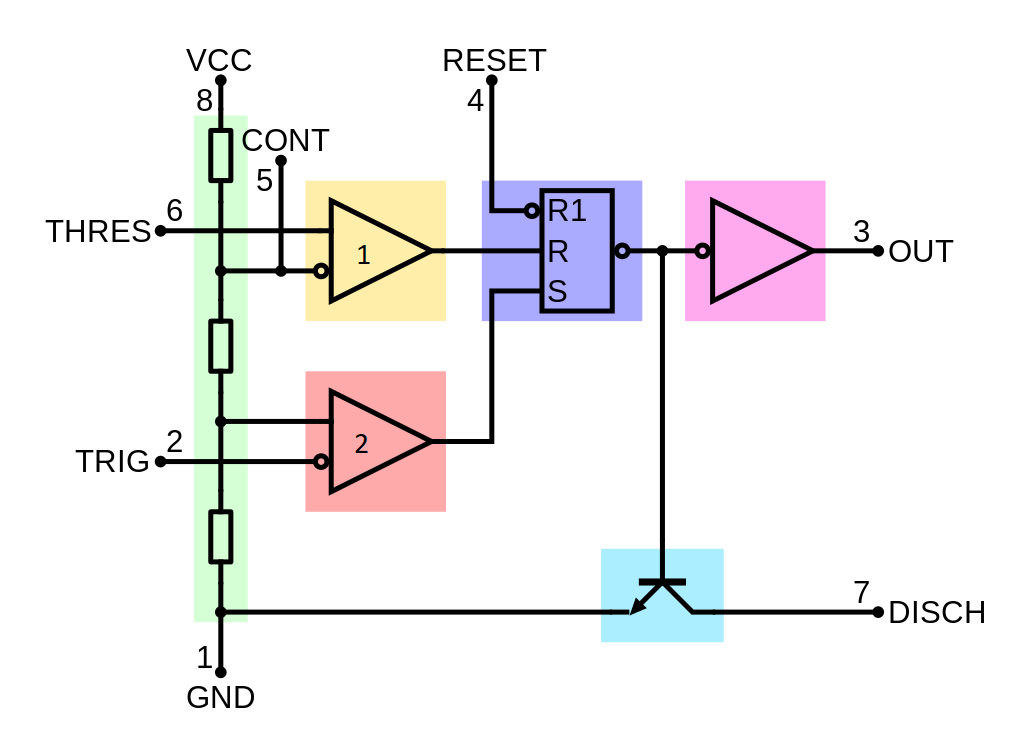 VCC
RESET
8
4
CONT
5
6
THRES
R1
1
R
S
3
OUT
2
TRIG
2
7
DISCH
1
GND